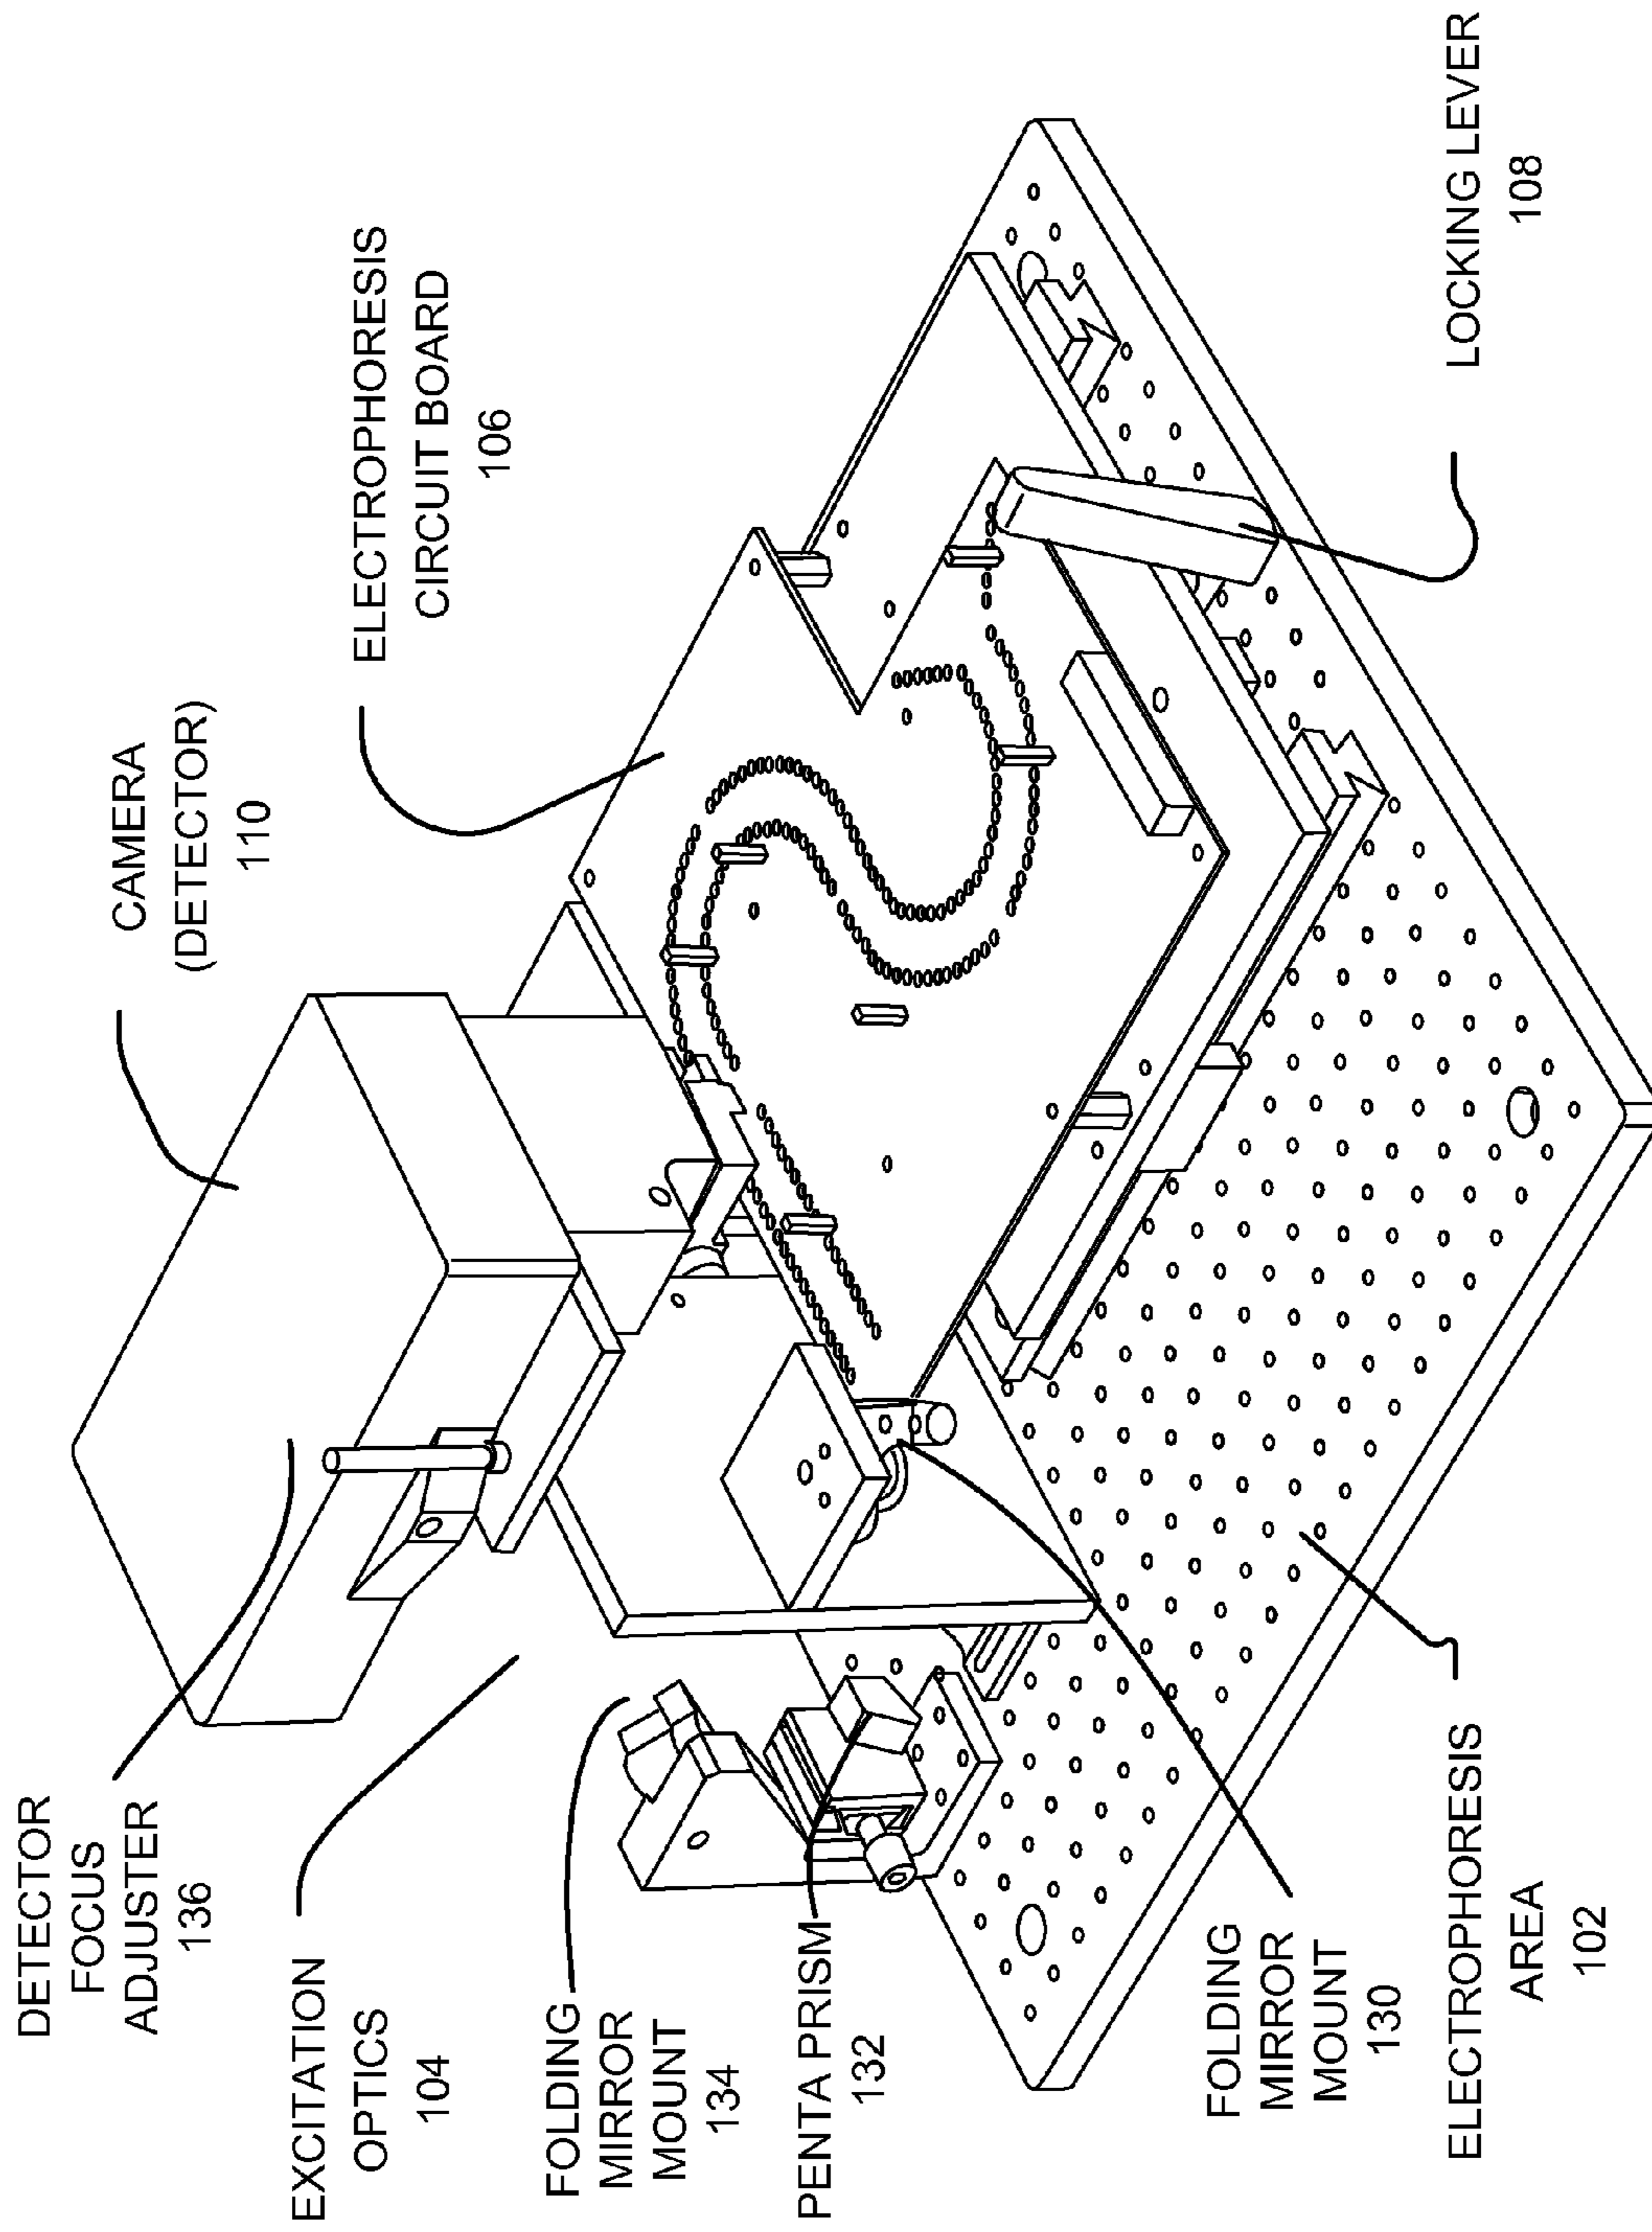 DETECTOR
FOCUS
ADJUSTER
136
EXCITATION
OPTICS
104
FOLDING
MIRROR
MOUNT
134
PENTA PRISM
132
FOLDING
MIRROR
MOUNT
130
ELECTROPHORESIS
AREA
102
CAMERA
(DETECTOR)
110
ELECTROPHORESIS
CIRCUIT BOARD
106
LOCKING LEVER
108